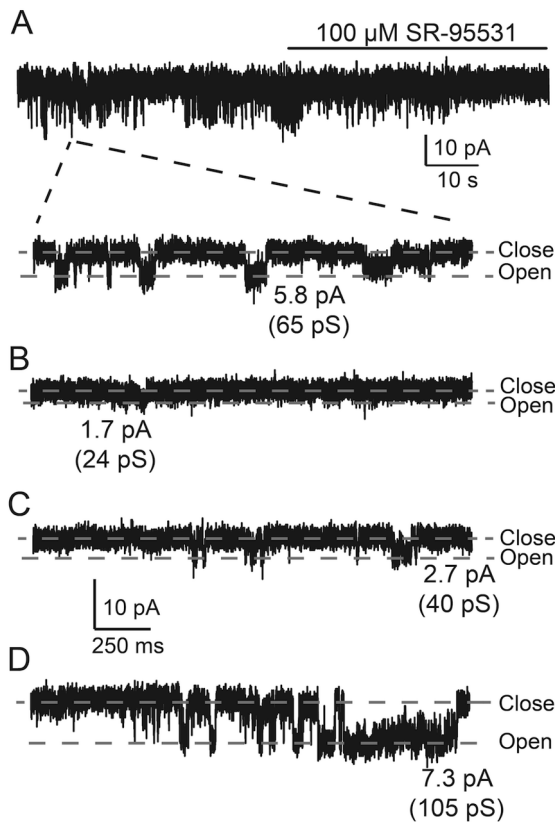 A
100 µM SR-95531
10 pA
10 s
Close
Open
5.8 pA
(65 pS)
B
Close
Open
1.7 pA
(24 pS)
C
Close
Open
2.7 pA
(40 pS)
10 pA
250 ms
D
Close
Open
7.3 pA
(105 pS)